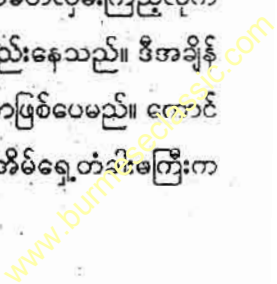 ည်းနေသည်။ ဒီအချိန်
ဖြစ်ပေမည်။ ကောင်
အိမ်ရှေ့တံခါးမကြီးက
www.burmeseclassic.com